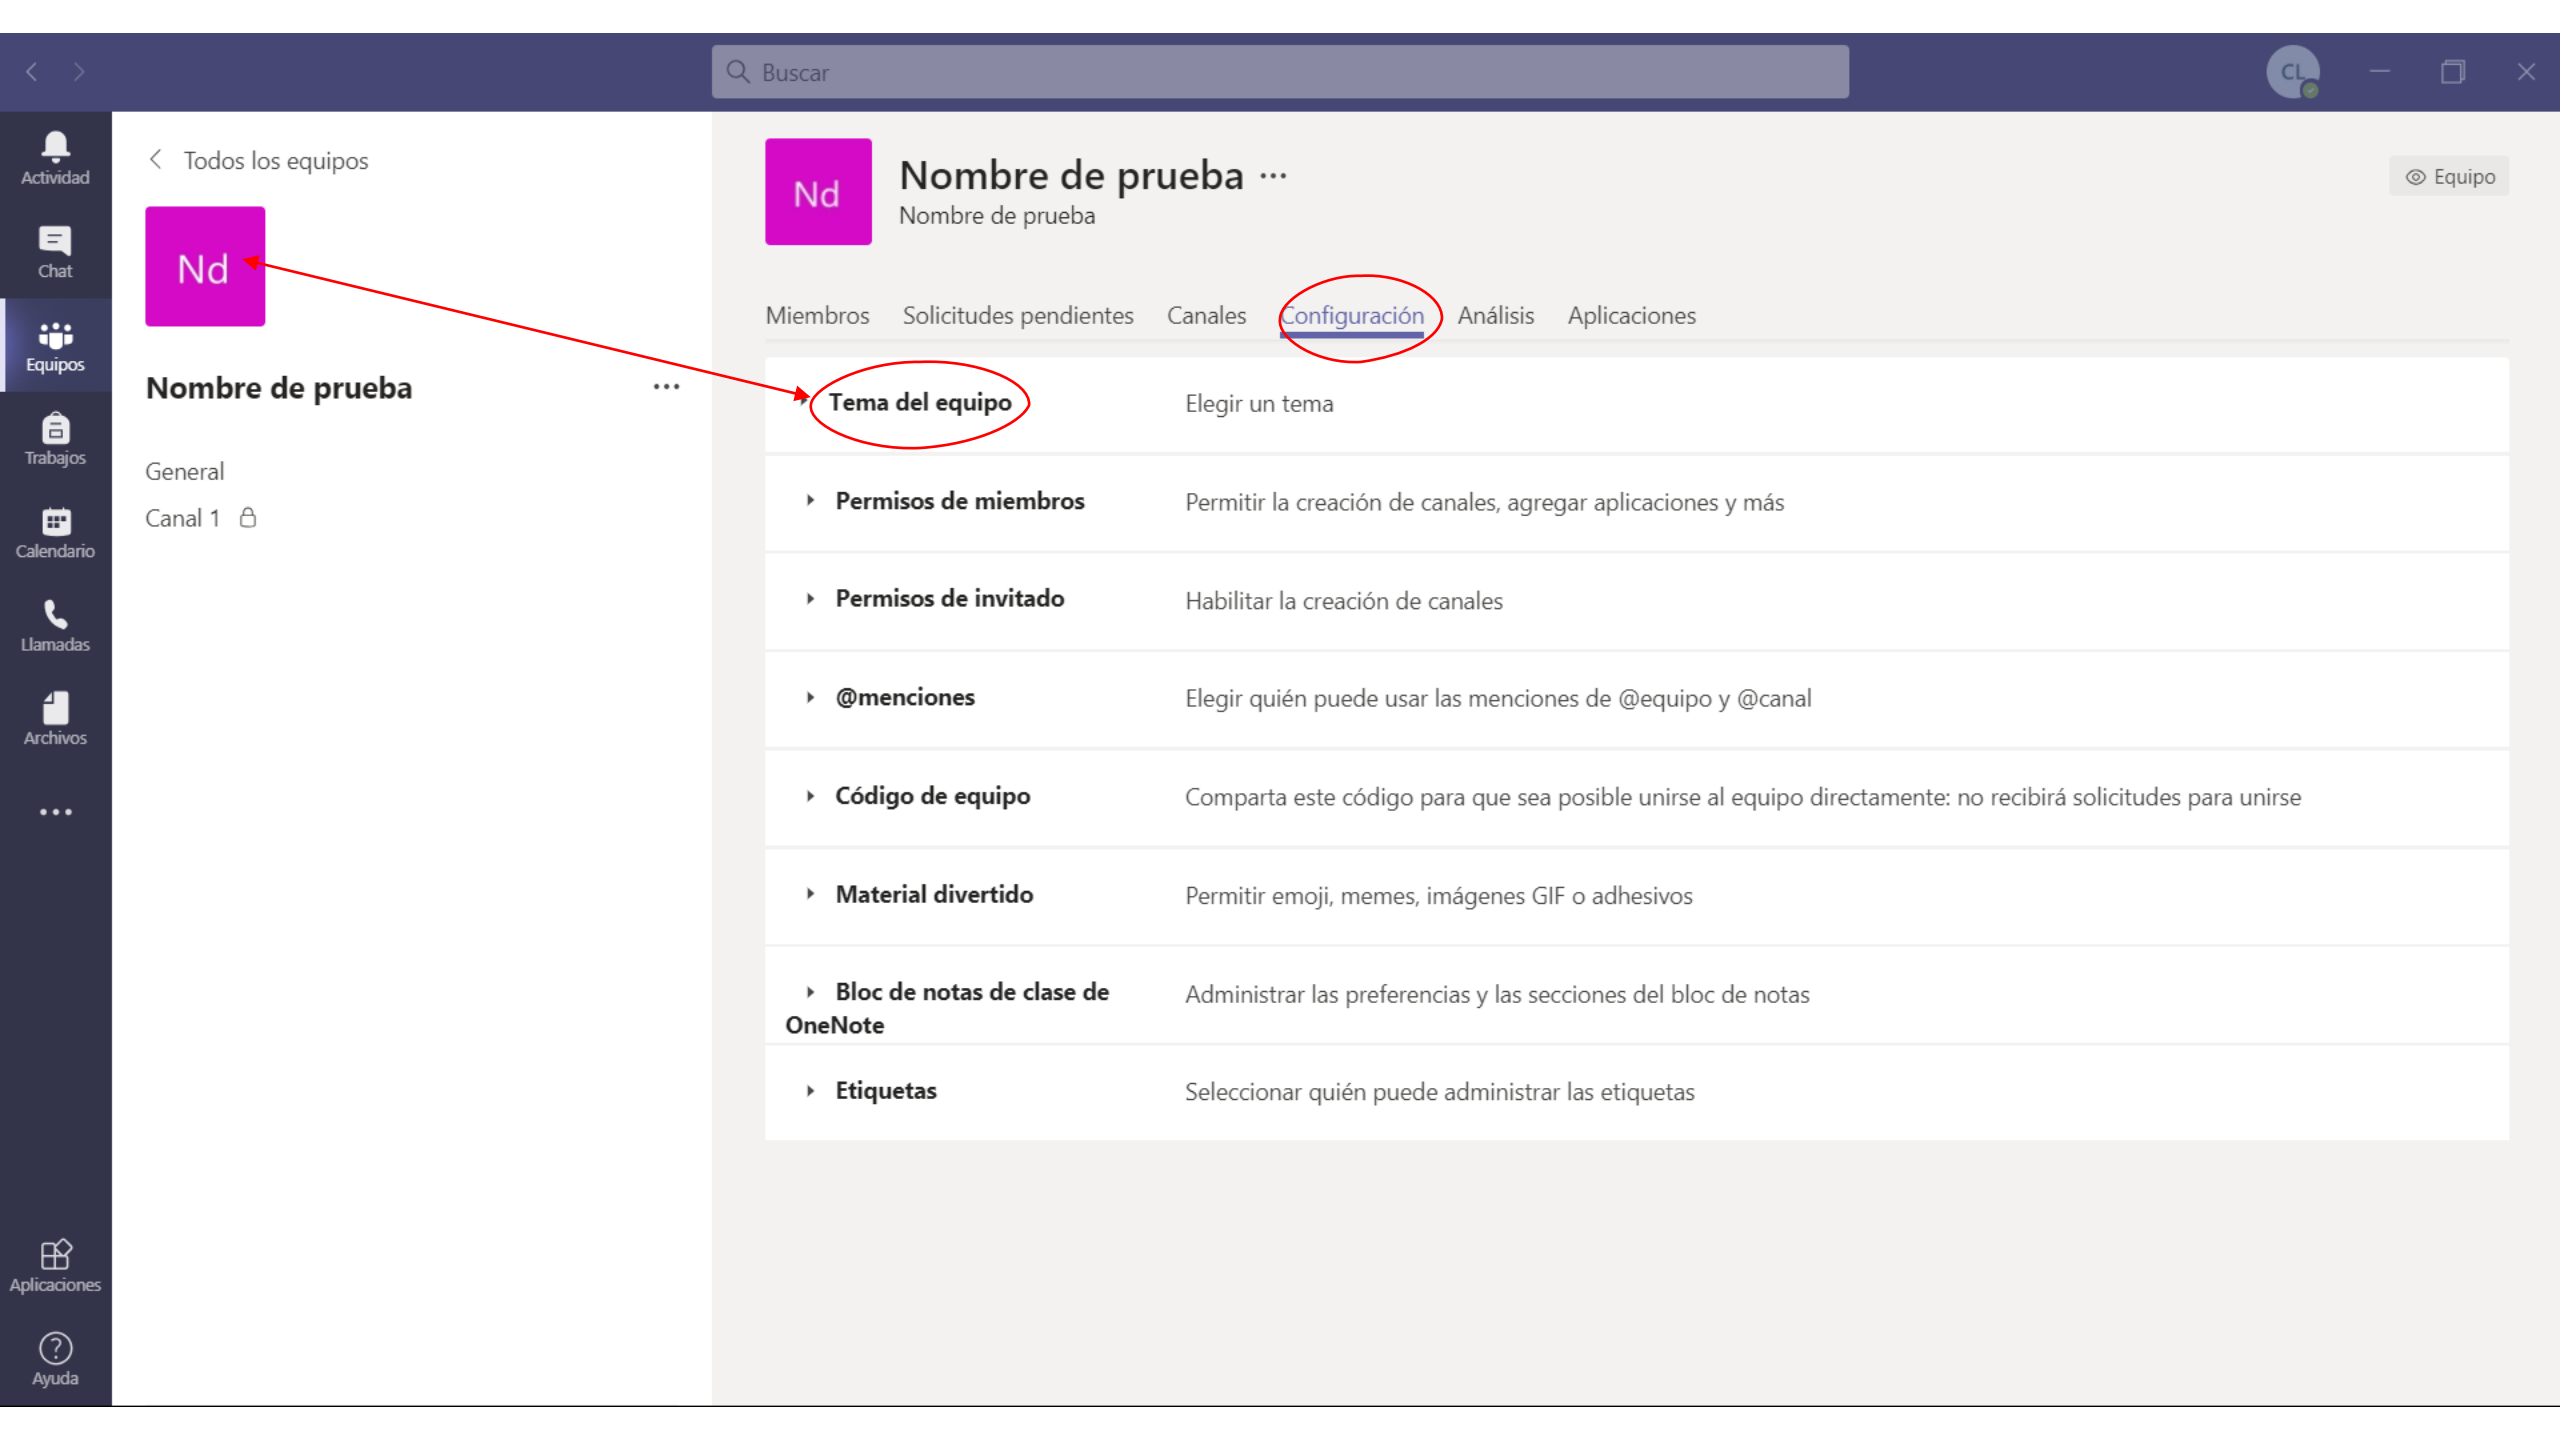 Buscar
CL
Actividad
Chat
Equipos
Trabajos
Calendario
Llamadas
Archivos
Aplicaciones
Ayuda
Todos los equipos
Nd
Nombre de prueba
General
Canal 1
Nd
Nombre de prueba
Nombre de prueba
Equipo
Miembros Solicitudes pendientes Canales Configuración Análisis Aplicaciones
Tema del equipo Elegir un tema
Permisos de miembros Permitir la creación de canales, agregar aplicaciones y más
Permisos de invitado Habilitar la creación de canales
@menciones Elegir quién puede usar las menciones de @equipo y @canal
Código de equipo Comparta este código para que sea posible unirse al equipo directamente: no recibirá solicitudes para unirse
Material divertido Permitir emoji, memes, imágenes GIF o adhesivos
Bloc de notas de clase de Administrar las preferencias y las secciones del bloc de notas
OneNote
Etiquetas Seleccionar quién puede administrar las etiquetas